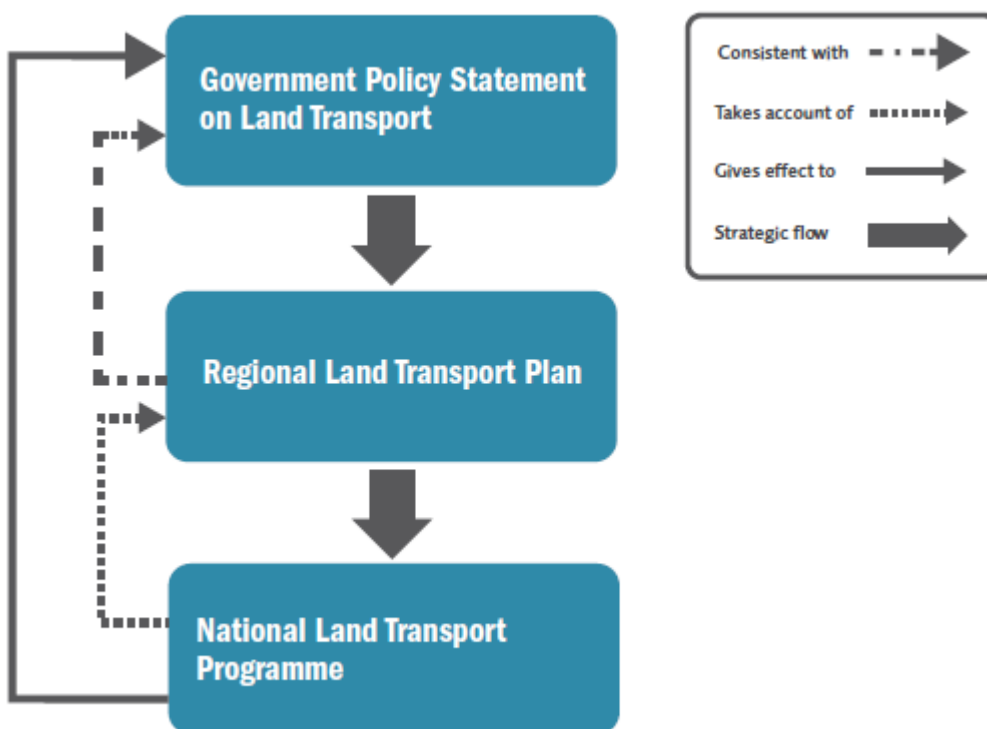 Government Policy Statement
on Land Transport
Regional Land Transport Plan
National Land Transport
Programme
Consistent with
Takes account of
Gives effect to
Strategic flow